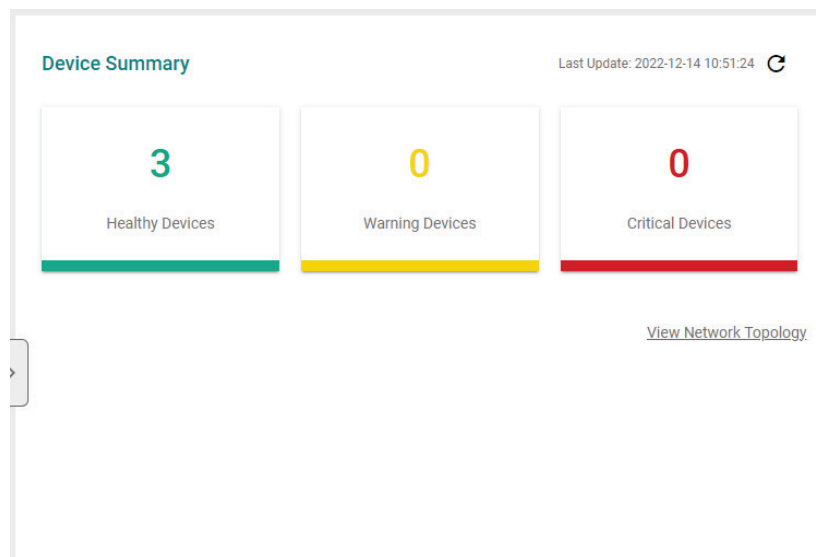 Device Summary
Last Update: 2022-12-14 10:51:24
3
0
0
Healthy Devices
Warning Devices
Critical Devices
View Network Topology